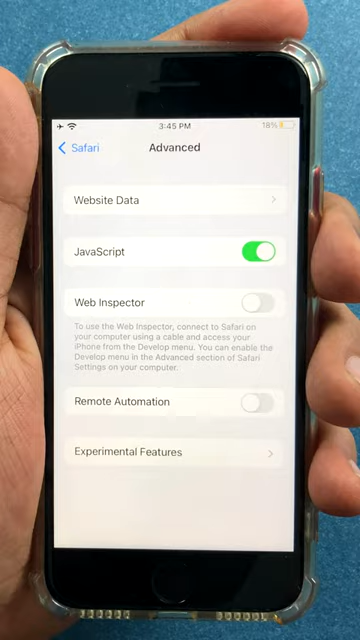 3:45 PM
18%
Safari
Advanced
Website Data
JavaScript
Web Inspector
To use the Web Inspector, connect to Safari on
your computer using a cable and access your
iPhone from the Develop menu. You can enable
the Develop menu in the Advanced section of Safari
Settings on your computer.
Remote Automation
Experimental Features